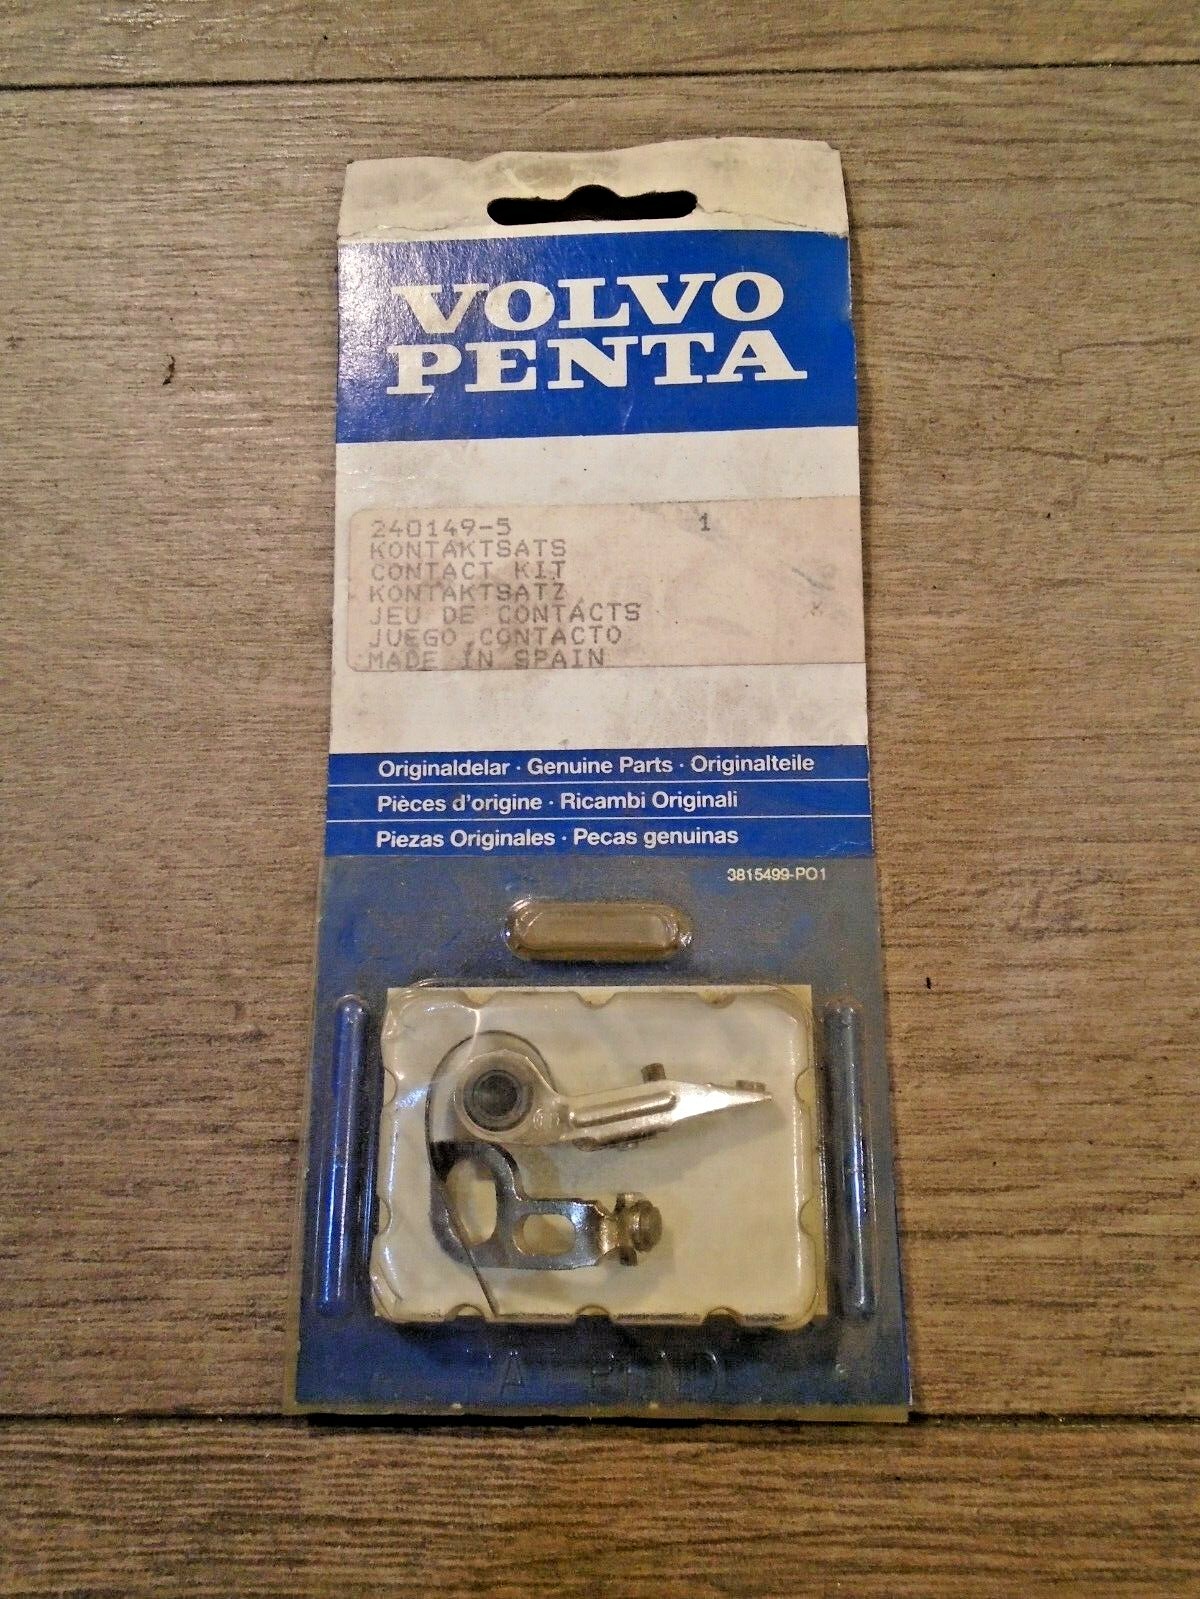 VOLVO
PENTA
240149-5 1
KONTAKTSATS
CONTACT KIT
KONTAKTSATZ
JEU DE CONTACTS
JUEGO CONTACTO
MADE IN SPAIN
Originaldelar · Genuine Parts · Originalteile
Pièces d'origine · Ricambi Originali
Piezas Originales · Pecas genuinas
3815499-PO1